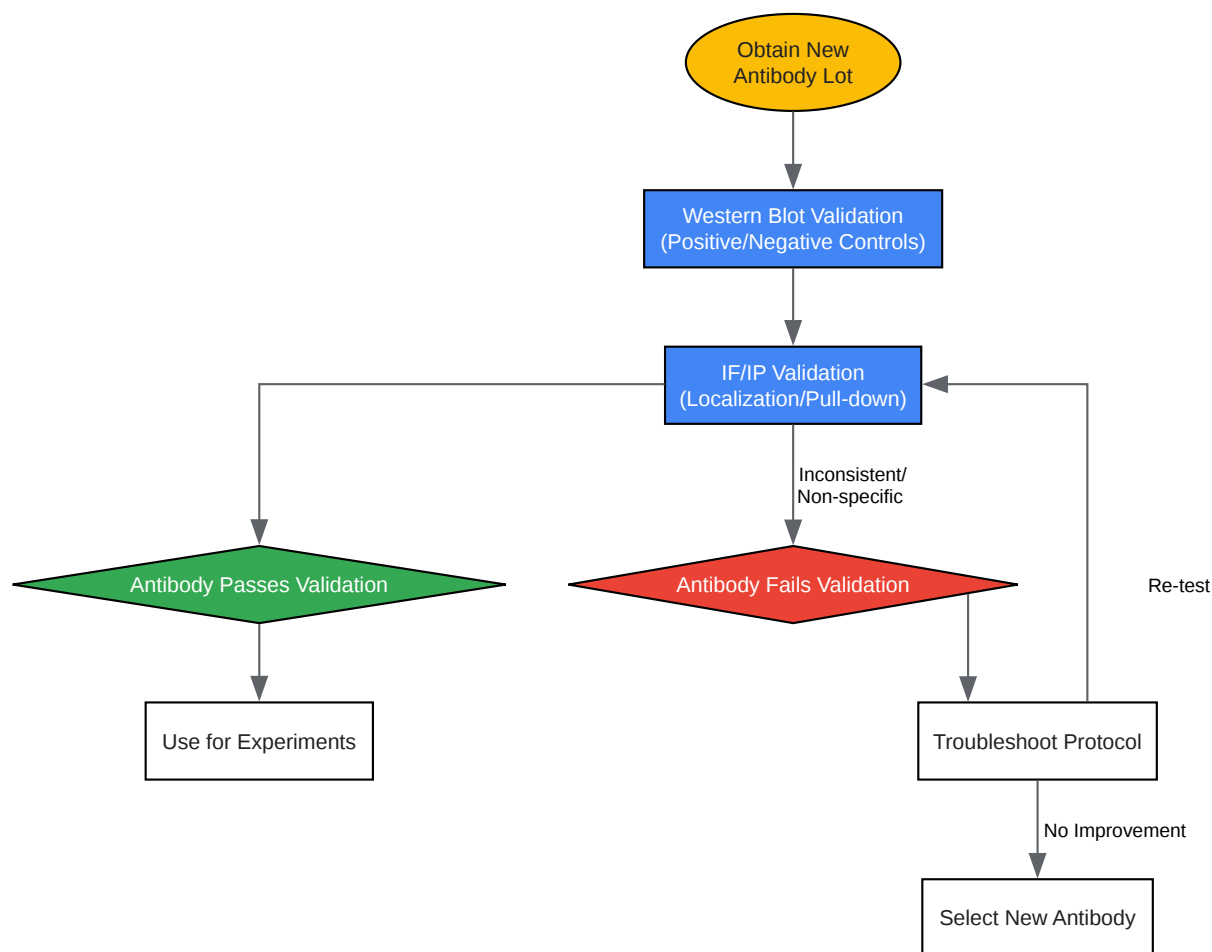 Obtain New
Antibody Lot
Western Blot Validation
(Positive/Negative Controls)
IF/IP Validation
(Localization/Pull-down)
Inconsistent/
Non-specific
Antibody Passes Validation
Antibody Fails Validation
Re-test
Use for Experiments
Troubleshoot Protocol
No Improvement
Select New Antibody